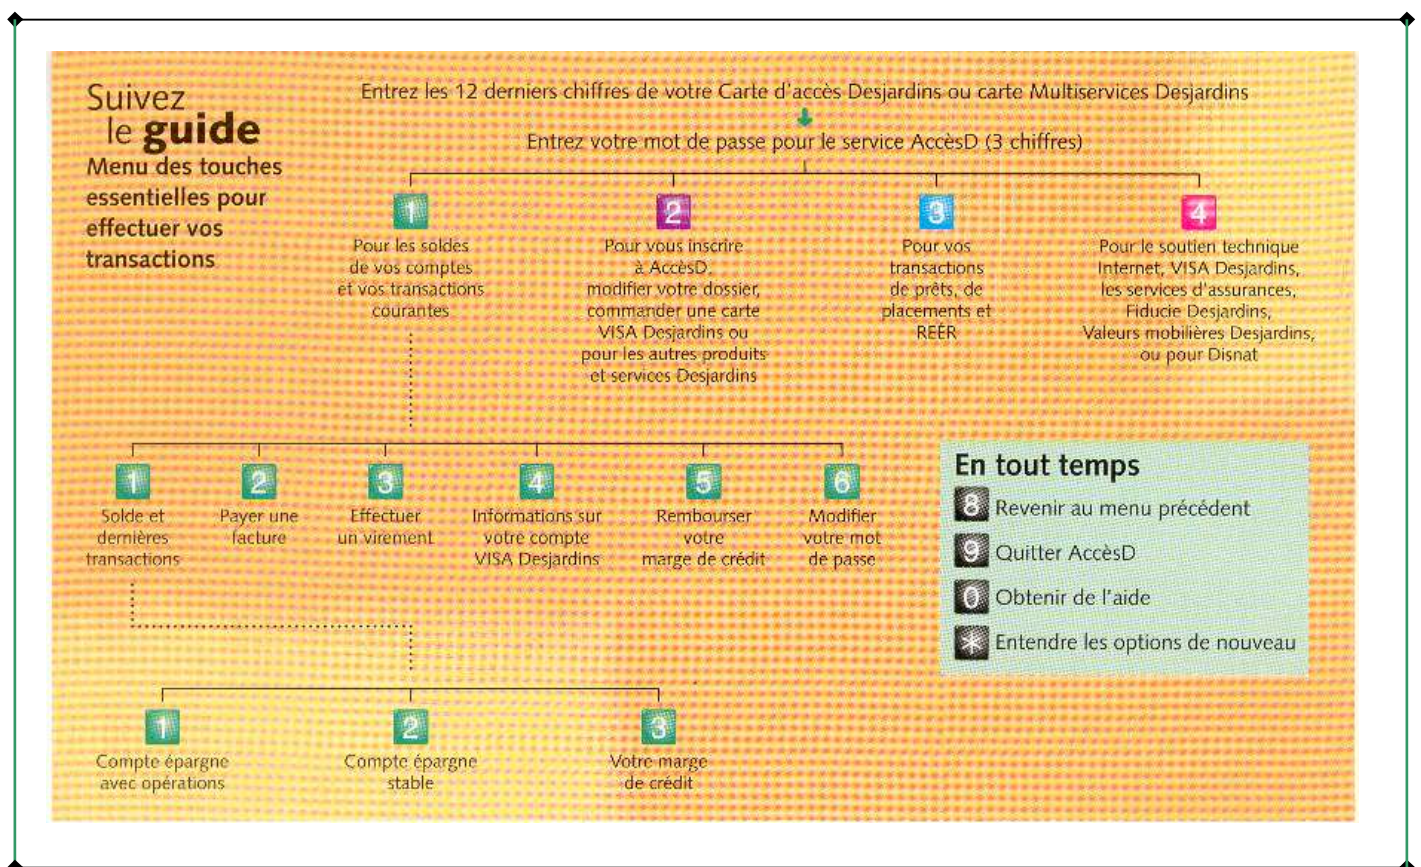 Suivez
le guide
Menu des touches
essentielles pour
effectuer vos
transactions
Entrez les 12 derniers chiffres de votre Carte d'accès Desjardins ou carte Multiservices Desjardins
Entrez votre mot de passe pour le service AccèsD (3 chiffres)
1
Pour les soldes
de vos comptes
et vos transactions
courantes
2
Pour vous inscrire
à AccèsD,
modifier votre dossier,
commander une carte
VISA Desjardins ou
pour les autres produits
et services Desjardins
3
Pour vos
transactions
de prêts, de
placements et
REÉR
4
Pour le soutien technique
Internet, VISA Desjardins,
les services d'assurances,
Fiducie Desjardins,
Valeurs mobilières Desjardins,
ou pour Disnat
1
Solde et
dernières
transactions
2
Payer une
facture
3
Effectuer
un virement
4
Informations sur
votre compte
VISA Desjardins
5
Rembourser
votre
marge de crédit
6
Modifier
votre mot
de passe
En tout temps
8 Revenir au menu précédent
9 Quitter AccèsD
0 Obtenir de l'aide
* Entendre les options de nouveau
1
Compte épargne
avec opérations
2
Compte épargne
stable
3
Votre marge
de crédit